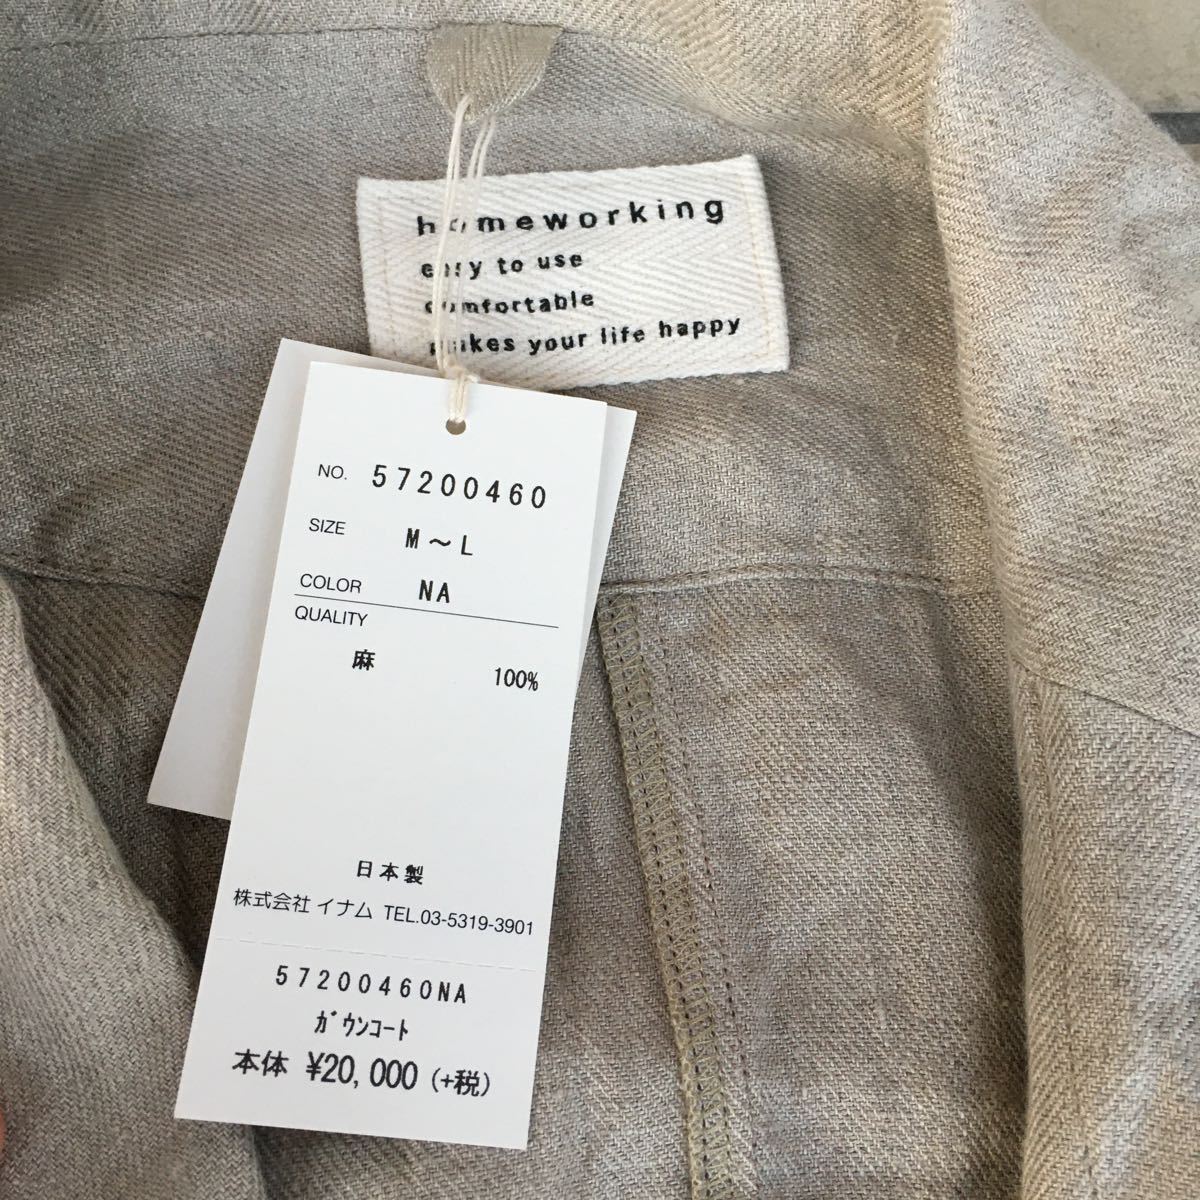 homeworking
easy to use
comfortable
makes your life happy
NO. 57200460
SIZE M～L
COLOR NA
QUALITY
麻 100%
日本製
株式会社 イナム TEL.03-5319-3901
57200460NA
ｶﾞｳﾝｺｰﾄ
本体 ¥20,000 (+税)